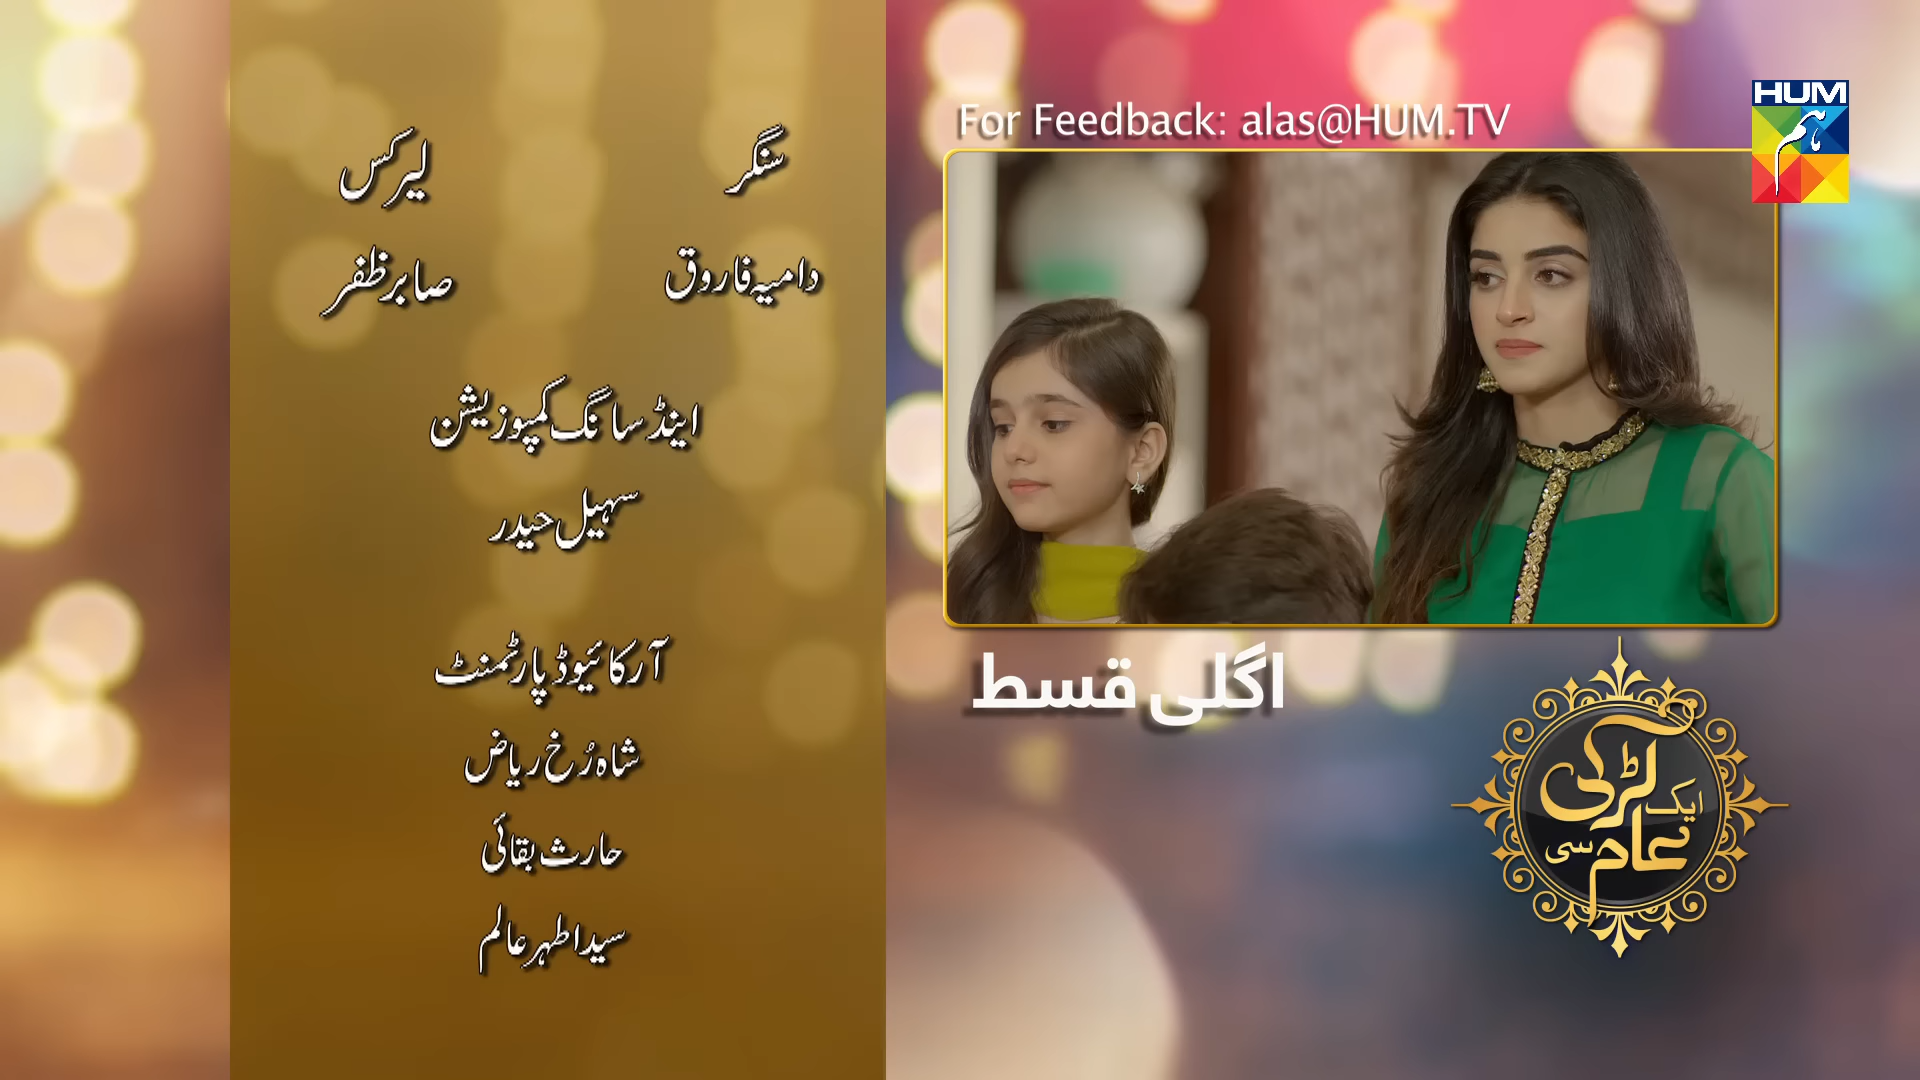 سنگر لیرکس
دامیہ فاروق صابر ظفر
اینڈ سانگ کمپوزیشن
سہیل حیدر
آرکائیو ڈپارٹمنٹ
شاہ رُخ ریاض
حارث بقائی
سید اطہر عالم
For Feedback: alas@HUM.TV
HUM
ہم
اگلی قسط
ایک لڑکی
عام سی